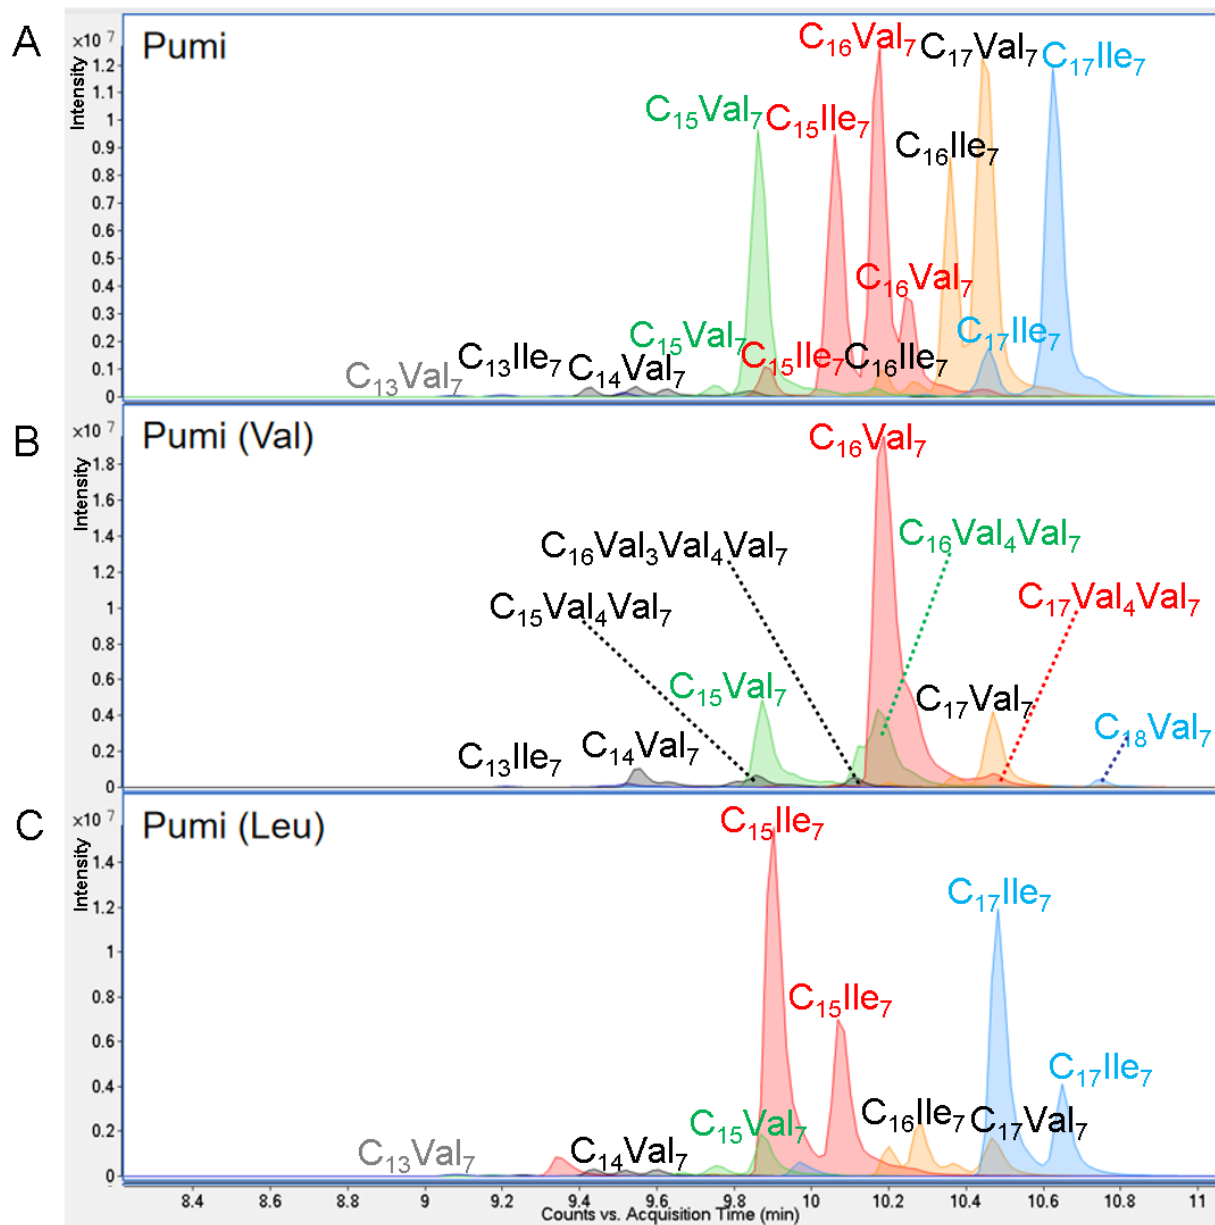 A
×10 7
Pumi
Intensity
1.2
1.1
1
0.9
0.8
0.7
0.6
0.5
0.4
0.3
0.2
0.1
0
C16Val7
C17Val7
C17Ile7
C15Val7
C15Ile7
C16Ile7
C16Val7
C15Val7
C17Ile7
C13Ile7
C14Val7
C15Ile7
C16Ile7
C13Val7
B
×10 7
Pumi (Val)
Intensity
1.8
1.6
1.4
1.2
1
0.8
0.6
0.4
0.2
0
C16Val7
C16Val3Val4Val7
C16Val4Val7
C15Val4Val7
C17Val4Val7
C15Val7
C17Val7
C13Ile7
C14Val7
C18Val7
C
×10 7
Pumi (Leu)
Intensity
1.4
1.2
1
0.8
0.6
0.4
0.2
0
C15Ile7
C17Ile7
C15Ile7
C17Ile7
C15Val7
C16Ile7
C17Val7
C13Val7
C14Val7
8.4 8.6 8.8 9 9.2 9.4 9.6 9.8 10 10.2 10.4 10.6 10.8 11
Counts vs. Acquisition Time (min)